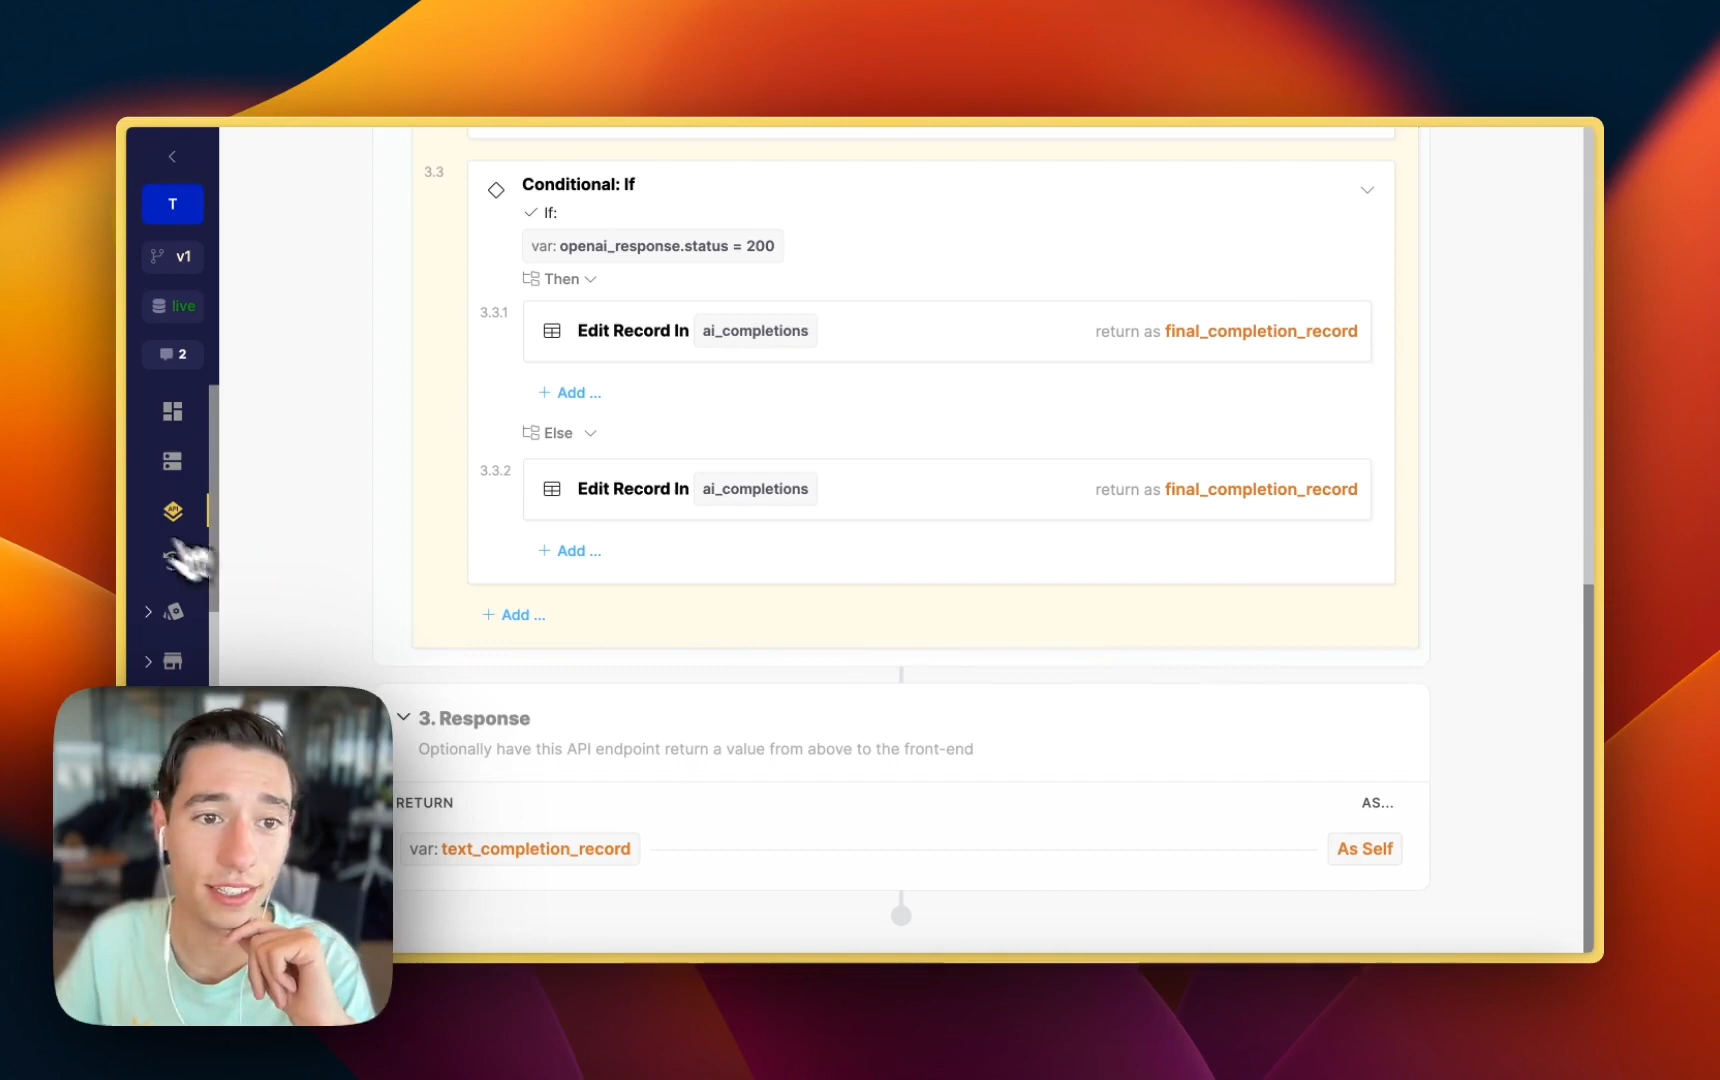 T
v1
live
2
API
3.3
Conditional: If
If:
var: openai_response.status = 200
Then
3.3.1
Edit Record In ai_completions
return as final_completion_record
+ Add ...
Else
3.3.2
Edit Record In ai_completions
return as final_completion_record
+ Add ...
+ Add ...
3. Response
Optionally have this API endpoint return a value from above to the front-end
RETURN
AS...
var: text_completion_record
As Self